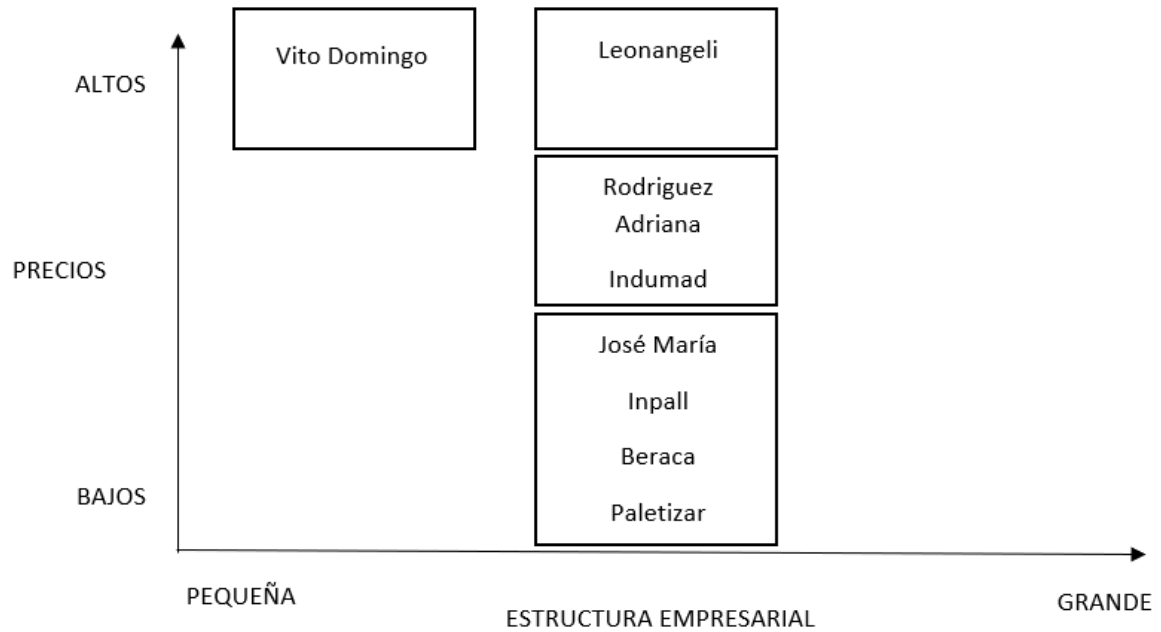 Vito Domingo
Leonangeli
ALTOS
Rodriguez
Adriana
Indumad
PRECIOS
José María
Inpall
Beraca
Paletizar
BAJOS
PEQUEÑA
ESTRUCTURA EMPRESARIAL
GRANDE